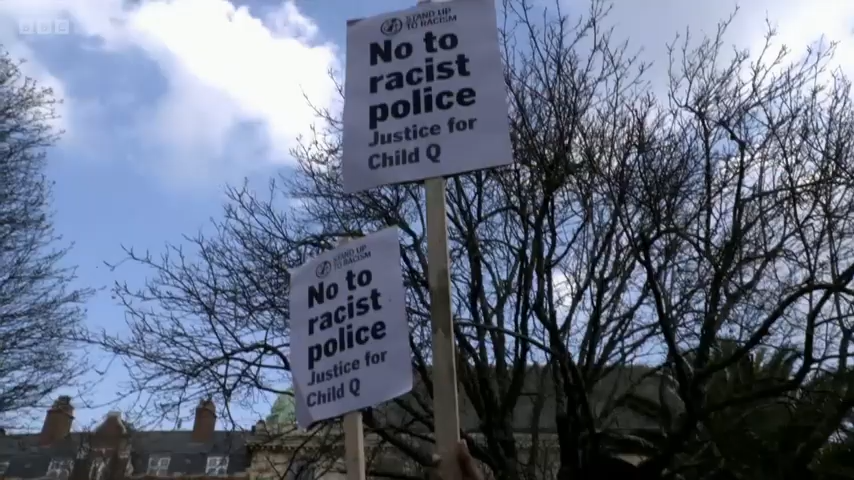 BBC
STAND UP
TO RACISM
No to
racist
police
Justice for
Child Q
STAND UP
TO RACISM
No to
racist
police
Justice for
Child Q